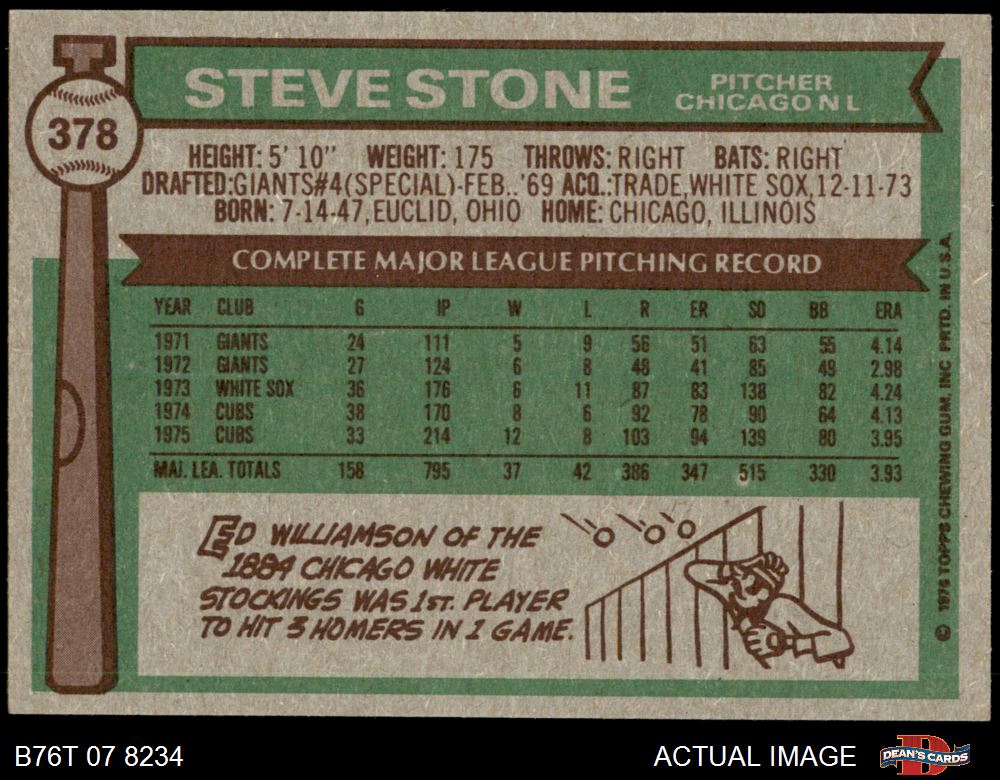 STEVE STONE PITCHER
CHICAGO N L
378
HEIGHT: 5' 10" WEIGHT: 175 THROWS: RIGHT BATS: RIGHT
DRAFTED:GIANTS#4(SPECIAL)-FEB..'69 ACQ.:TRADE,WHITE SOX,12-11-73
BORN: 7-14-47,EUCLID, OHIO HOME: CHICAGO, ILLINOIS
COMPLETE MAJOR LEAGUE PITCHING RECORD
YEAR CLUB G IP W L R ER SO BB ERA
1971 GIANTS 24 111 5 9 56 51 63 55 4.14
1972 GIANTS 27 124 6 8 48 41 85 49 2.98
1973 WHITE SOX 36 176 6 11 87 83 138 82 4.24
1974 CUBS 38 170 8 6 92 78 90 64 4.13
1975 CUBS 33 214 12 8 103 94 139 80 3.95
MAJ. LEA. TOTALS 158 795 37 42 386 347 515 330 3.93
ED WILLIAMSON OF THE
1884 CHICAGO WHITE
STOCKINGS WAS 1ST. PLAYER
TO HIT 3 HOMERS IN 1 GAME.
© 1976 TOPPS CHEWING GUM, INC PRTD. IN U.S.A.
B76T 07 8234 ACTUAL IMAGE DEAN'S CARDS